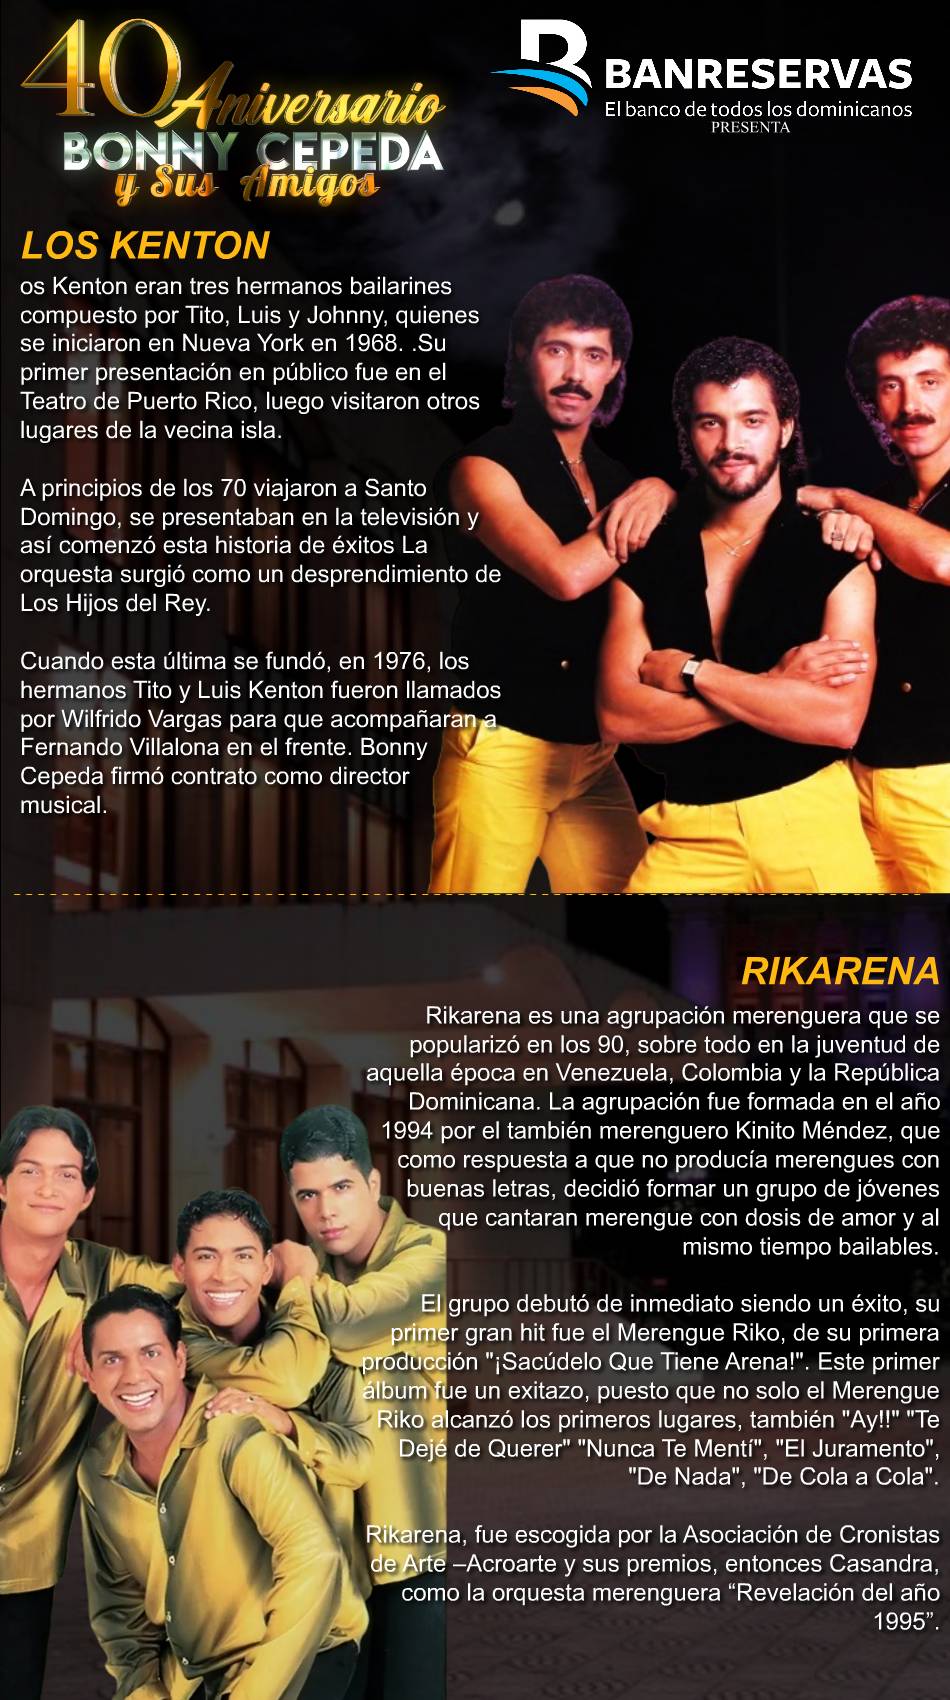 40 Aniversario
BONNY CEPEDA
y Sus Amigos
B
BANRESERVAS
El banco de todos los dominicanos
PRESENTA
LOS KENTON
os Kenton eran tres hermanos bailarines
compuesto por Tito, Luis y Johnny, quienes
se iniciaron en Nueva York en 1968. .Su
primer presentación en público fue en el
Teatro de Puerto Rico, luego visitaron otros
lugares de la vecina isla.
A principios de los 70 viajaron a Santo
Domingo, se presentaban en la televisión y
así comenzó esta historia de éxitos La
orquesta surgió como un desprendimiento de
Los Hijos del Rey.
Cuando esta última se fundó, en 1976, los
hermanos Tito y Luis Kenton fueron llamados
por Wilfrido Vargas para que acompañaran a
Fernando Villalona en el frente. Bonny
Cepeda firmó contrato como director
musical.
RIKARENA
Rikarena es una agrupación merenguera que se
popularizó en los 90, sobre todo en la juventud de
aquella época en Venezuela, Colombia y la República
Dominicana. La agrupación fue formada en el año
1994 por el también merenguero Kinito Méndez, que
como respuesta a que no producía merengues con
buenas letras, decidió formar un grupo de jóvenes
que cantaran merengue con dosis de amor y al
mismo tiempo bailables.
El grupo debutó de inmediato siendo un éxito, su
primer gran hit fue el Merengue Riko, de su primera
producción "¡Sacúdelo Que Tiene Arena!". Este primer
álbum fue un exitazo, puesto que no solo el Merengue
Riko alcanzó los primeros lugares, también "Ay!!" "Te
Dejé de Querer" "Nunca Te Mentí", "El Juramento",
"De Nada", "De Cola a Cola".
Rikarena, fue escogida por la Asociación de Cronistas
de Arte –Acroarte y sus premios, entonces Casandra,
como la orquesta merenguera “Revelación del año
1995”.